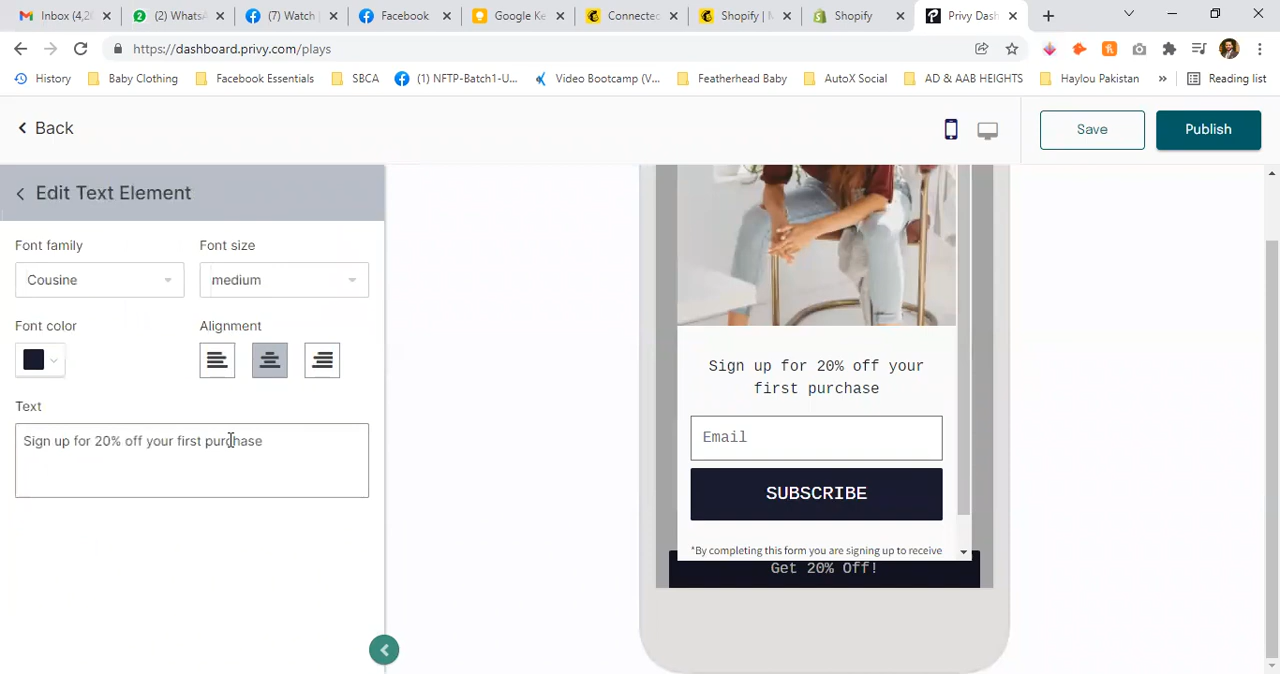 Inbox (4,2
(2) WhatsA
(7) Watch |
Facebook
Google Ke
Connected
Shopify | M
Shopify
Privy Dash
https://dashboard.privy.com/plays
History
Baby Clothing
Facebook Essentials
SBCA
(1) NFTP-Batch1-U...
Video Bootcamp (V...
Featherhead Baby
AutoX Social
AD & AAB HEIGHTS
Haylou Pakistan
»
Reading list
Back
Save
Publish
Edit Text Element
Font family
Font size
Cousine
medium
Font color
Alignment
Text
Sign up for 20% off your first purchase
Sign up for 20% off your
first purchase
Email
SUBSCRIBE
*By completing this form you are signing up to receive
Get 20% Off!